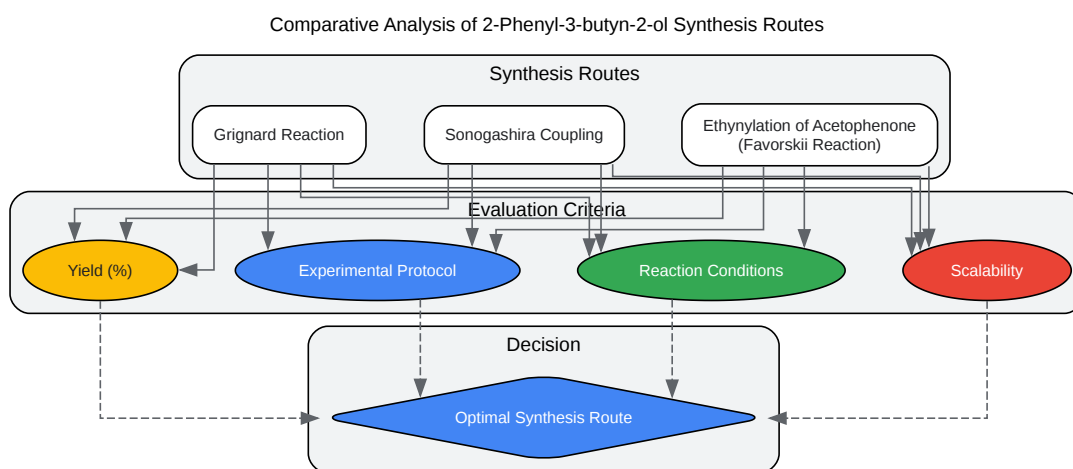 Comparative Analysis of 2-Phenyl-3-butyn-2-ol Synthesis Routes
Synthesis Routes
Grignard Reaction
Sonogashira Coupling
Ethynylation of Acetophenone
(Favorskii Reaction)
Evaluation Criteria
Yield (%)
Experimental Protocol
Reaction Conditions
Scalability
Decision
Optimal Synthesis Route